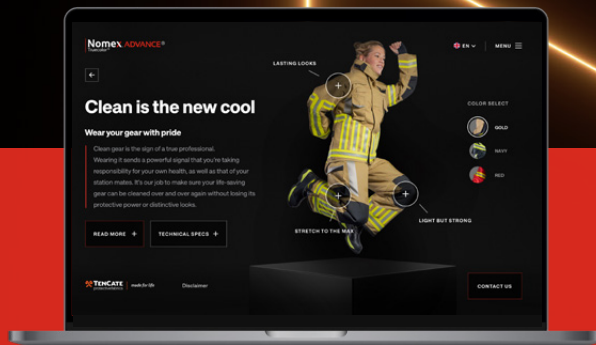 Nomex. ADVANCE®
EN
MENU
LASTING LOOKS
Clean is the new cool
Wear your gear with pride
Clean gear is the sign of a true professional.
Wearing it sends a powerful signal that you're taking
responsibility for your own health, as well as that of your
station mates. It's our job to make sure your life-saving
gear can be cleaned over and over again without losing its
protective power or distinctive looks.
READ MORE +
TECHNICAL SPECS +
COLOR SELECT
GOLD
NAVY
RED
LIGHT BUT STRONG
STRETCH TO THE MAX
TENCATE
made for life
Disclaimer
CONTACT US